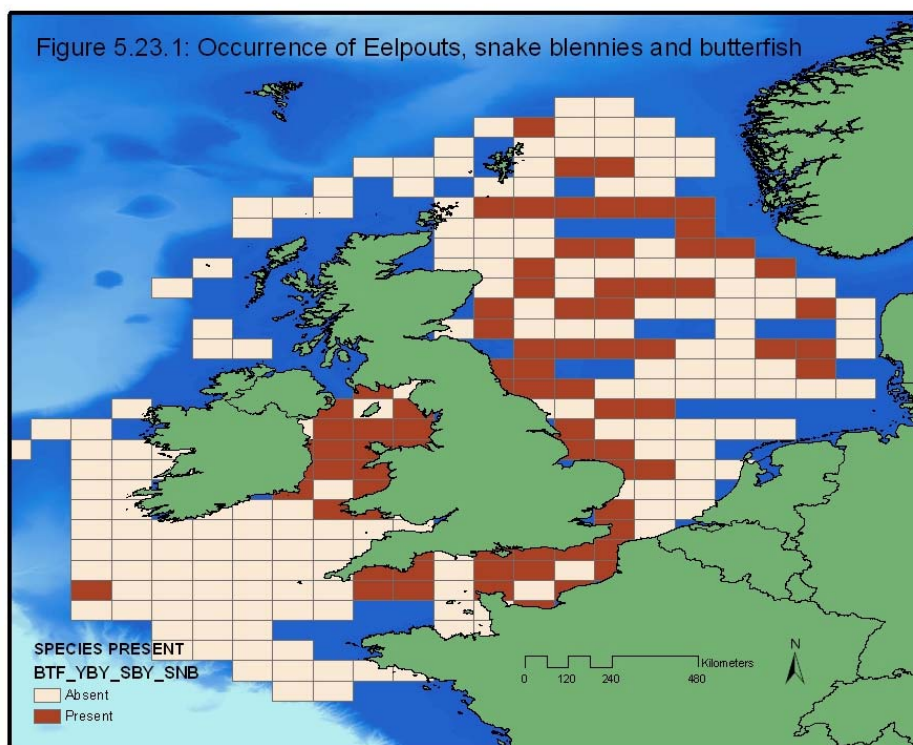 Figure 5.23.1: Occurrence of Eelpouts, snake blennies and butterfish
SPECIES PRESENT
BTF_YBY_SBY_SNB
Absent
Present
Kilometers
0 120 240 480
N